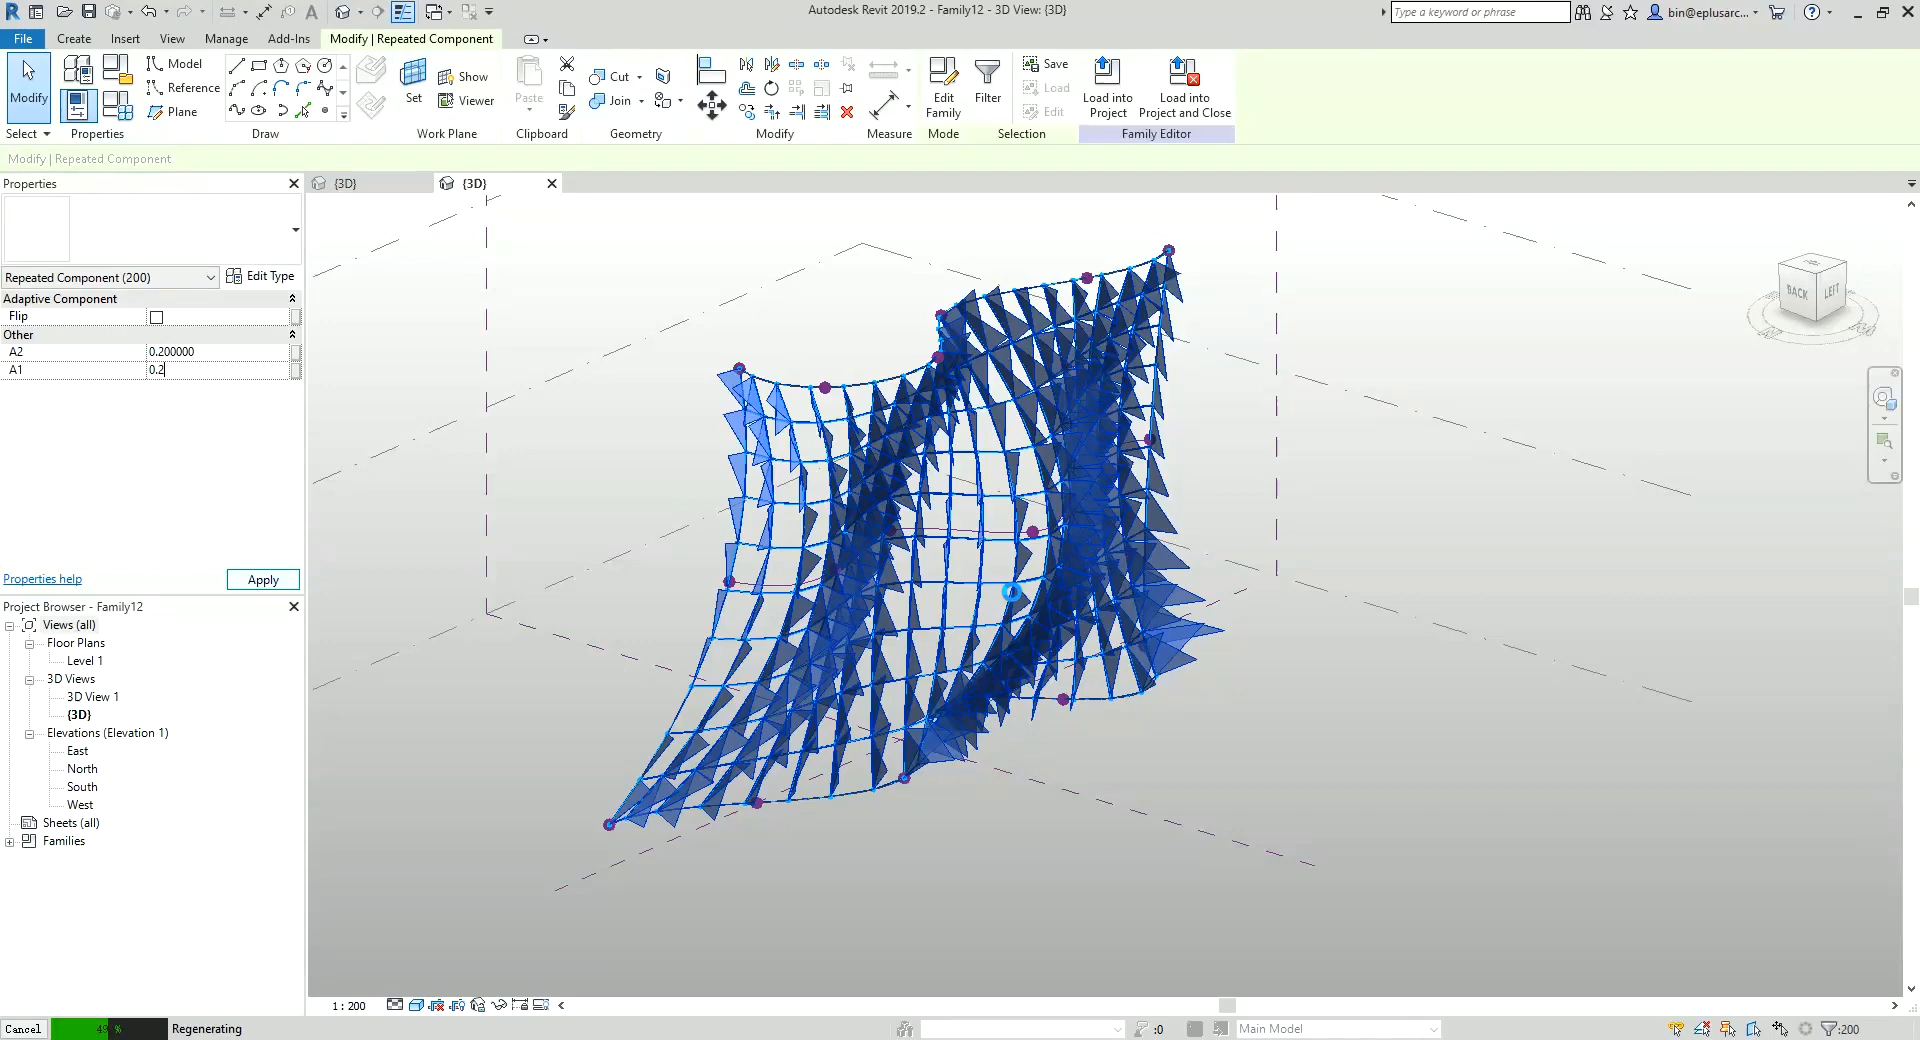 Autodesk Revit 2019.2 - Family12 - 3D View: {3D}
Type a keyword or phrase
bin@eplusarc...
File Create Insert View Manage Add-Ins Modify | Repeated Component
Modify
Model
Reference
Plane
Set
Show
Viewer
Paste
Cut
Join
Edit Family
Filter
Save
Load
Edit
Load into Project
Load into Project and Close
Select Properties Draw Work Plane Clipboard Geometry Modify Measure Mode Selection Family Editor
Modify | Repeated Component
Properties
{3D}
{3D}
Repeated Component (200)
Edit Type
Adaptive Component
Flip
Other
A2 0.200000
A1 0.2
Properties help
Apply
Project Browser - Family12
Views (all)
Floor Plans
Level 1
3D Views
3D View 1
{3D}
Elevations (Elevation 1)
East
North
South
West
Sheets (all)
Families
BACK
LEFT
1 : 200
Cancel
49 %
Regenerating
:0
Main Model
:200